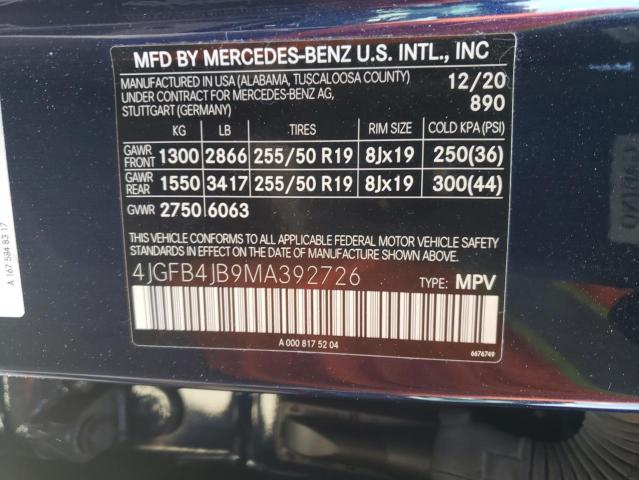 MFD BY MERCEDES-BENZ U.S. INTL., INC
MANUFACTURED IN USA (ALABAMA, TUSCALOOSA COUNTY) 12/20
UNDER CONTRACT FOR MERCEDES-BENZ AG, 890
STUTTGART (GERMANY)
KG LB TIRES RIM SIZE COLD KPA (PSI)
GAWR FRONT 1300 2866 255/50 R19 8Jx19 250(36)
GAWR REAR 1550 3417 255/50 R19 8Jx19 300(44)
GVWR 2750 6063
THIS VEHICLE CONFORMS TO ALL APPLICABLE FEDERAL MOTOR VEHICLE SAFETY
STANDARDS IN EFFECT ON THE DATE OF MANUFACTURE SHOWN ABOVE.
4JGFB4JB9MA392726 TYPE: MPV
A 000 817 52 04
6676749
A 167 584 83 17